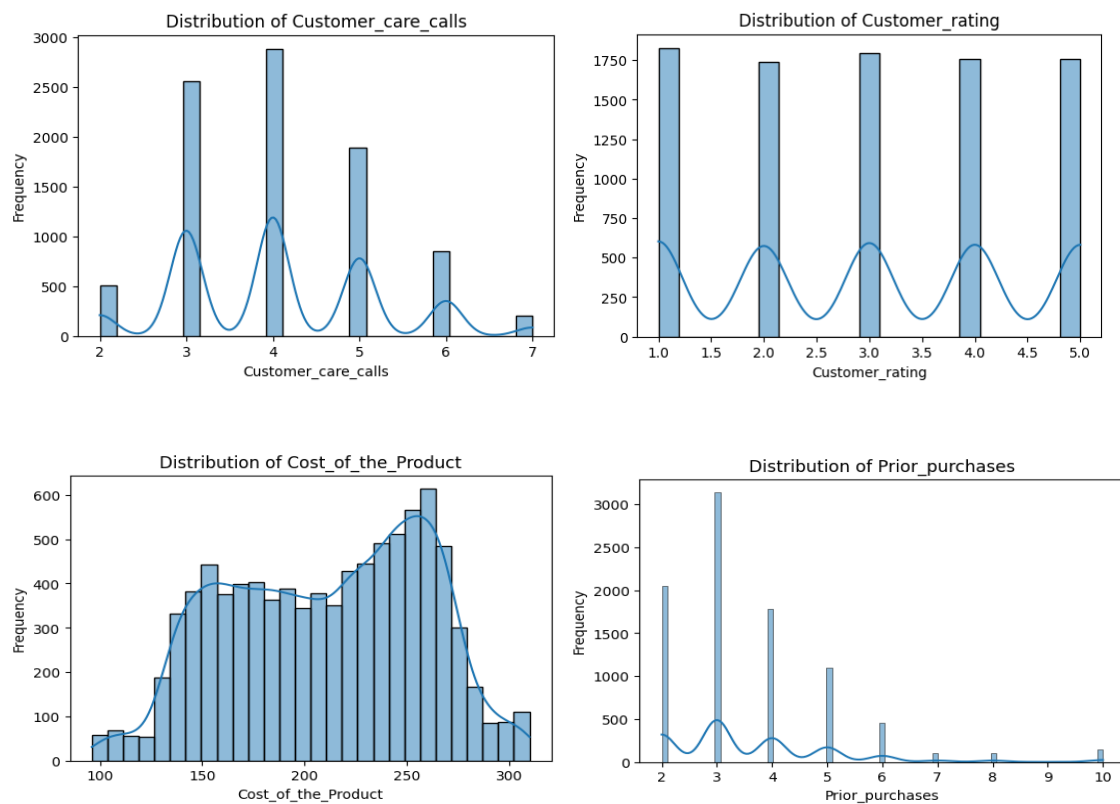 Distribution of Customer_care_calls
3000
2500
2000
1500
1000
500
0
Frequency
2 3 4 5 6 7
Customer_care_calls
Distribution of Customer_rating
1750
1500
1250
1000
750
500
250
0
Frequency
1.0 1.5 2.0 2.5 3.0 3.5 4.0 4.5 5.0
Customer_rating
Distribution of Cost_of_the_Product
600
500
400
300
200
100
0
Frequency
100 150 200 250 300
Cost_of_the_Product
Distribution of Prior_purchases
3000
2500
2000
1500
1000
500
0
Frequency
2 3 4 5 6 7 8 9 10
Prior_purchases